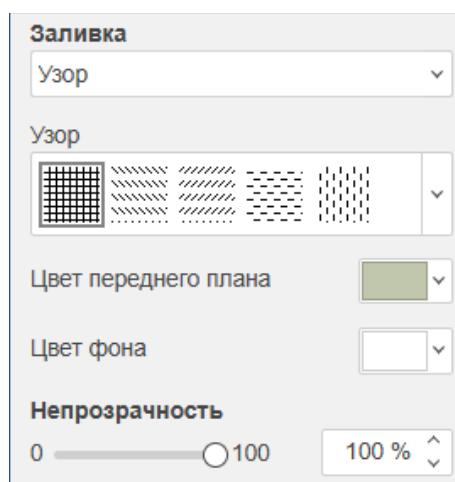 Заливка
Узор
Узор
Цвет переднего плана
Цвет фона
Непрозрачность
0 100 100 %